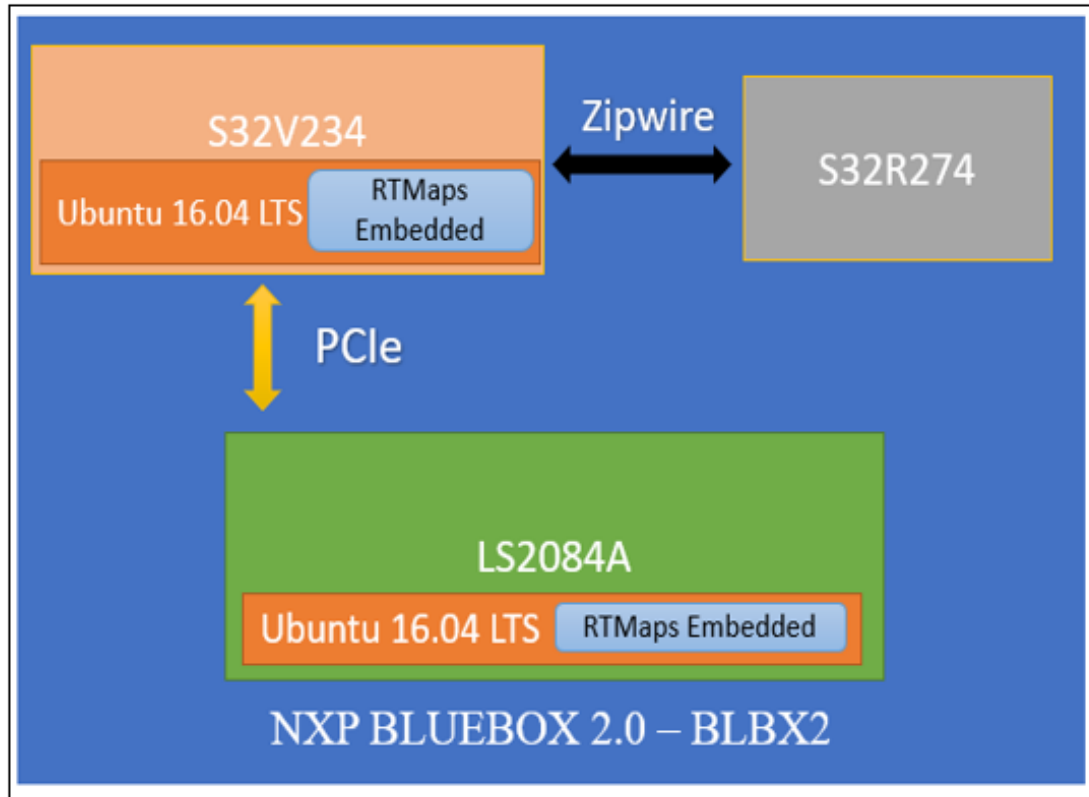 S32V234
Ubuntu 16.04 LTS
RTMaps
Embedded
Zipwire
S32R274
PCIe
LS2084A
Ubuntu 16.04 LTS
RTMaps Embedded
NXP BLUEBOX 2.0 – BLBX2